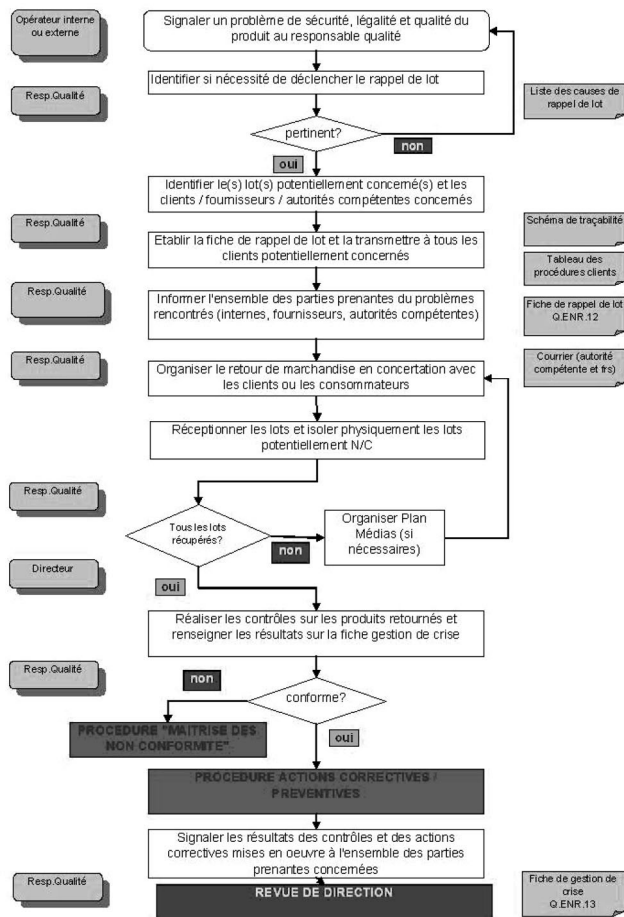 Opérateur interne
ou externe
Signaler un problème de sécurité, légalité et qualité du
produit au responsable qualité
Resp.Qualité
Identifier si nécessité de déclencher le rappel de lot
Liste des causes de
rappel de lot
pertinent?
non
oui
Identifier le(s) lot(s) potentiellement concerné(s) et les
clients / fournisseurs / autorités compétentes concernés
Resp.Qualité
Etablir la fiche de rappel de lot et la transmettre à tous les
clients potentiellement concernés
Schéma de traçabilité
Tableau des
procédures clients
Resp.Qualité
Informer l'ensemble des parties prenantes du problèmes
rencontrés (internes, fournisseurs, autorités compétentes)
Fiche de rappel de lot
Q.ENR.12
Resp.Qualité
Organiser le retour de marchandise en concertation avec
les clients ou les consommateurs
Courrier (autorité
compétente et frs)
Réceptionner les lots et isoler physiquement les lots
potentiellement N/C
Resp.Qualité
Tous les lots
récupérés?
non
Organiser Plan
Médias (si
nécessaires)
Directeur
oui
Réaliser les contrôles sur les produits retournés et
renseigner les résultats sur la fiche gestion de crise
Resp.Qualité
non
conforme?
PROCEDURE "MAITRISE DES
NON CONFORMITE"
oui
PROCEDURE ACTIONS CORRECTIVES /
PREVENTIVES
Signaler les résultats des contrôles et des actions
correctives mises en oeuvre à l'ensemble des parties
prenantes concernées
Resp.Qualité
REVUE DE DIRECTION
Fiche de gestion de
crise
Q.ENR.13